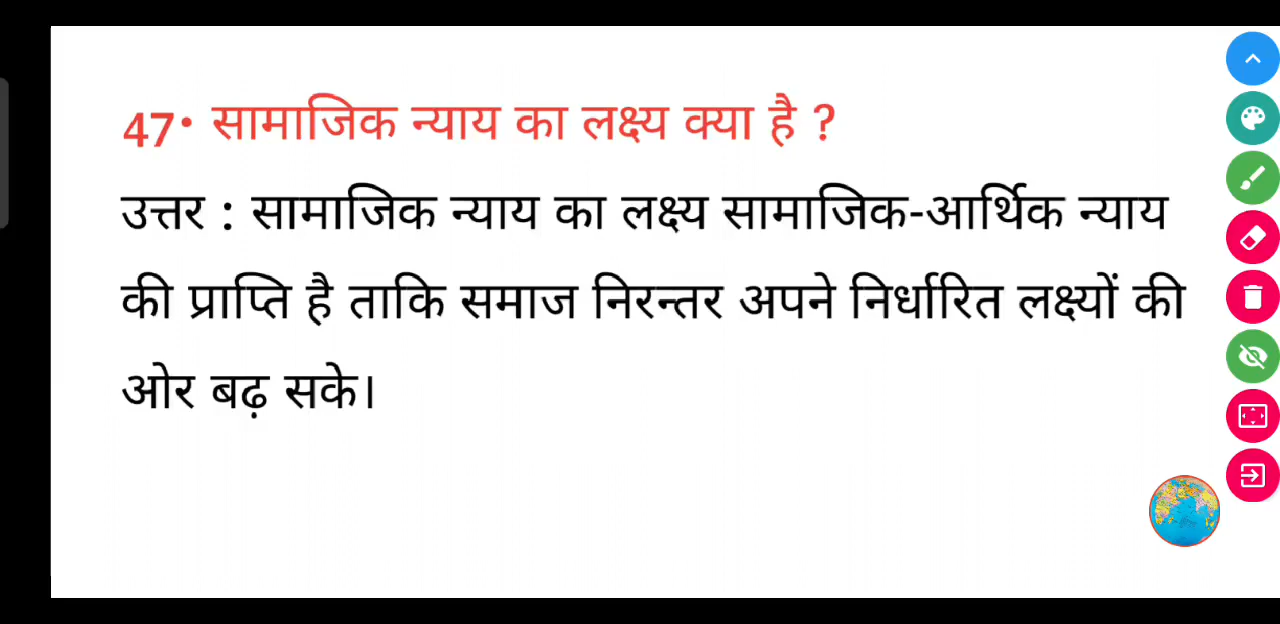 47• सामाजिक न्याय का लक्ष्य क्या है ?
उत्तर : सामाजिक न्याय का लक्ष्य सामाजिक-आर्थिक न्याय
की प्राप्ति है ताकि समाज निरन्तर अपने निर्धारित लक्ष्यों की
ओर बढ़ सके।